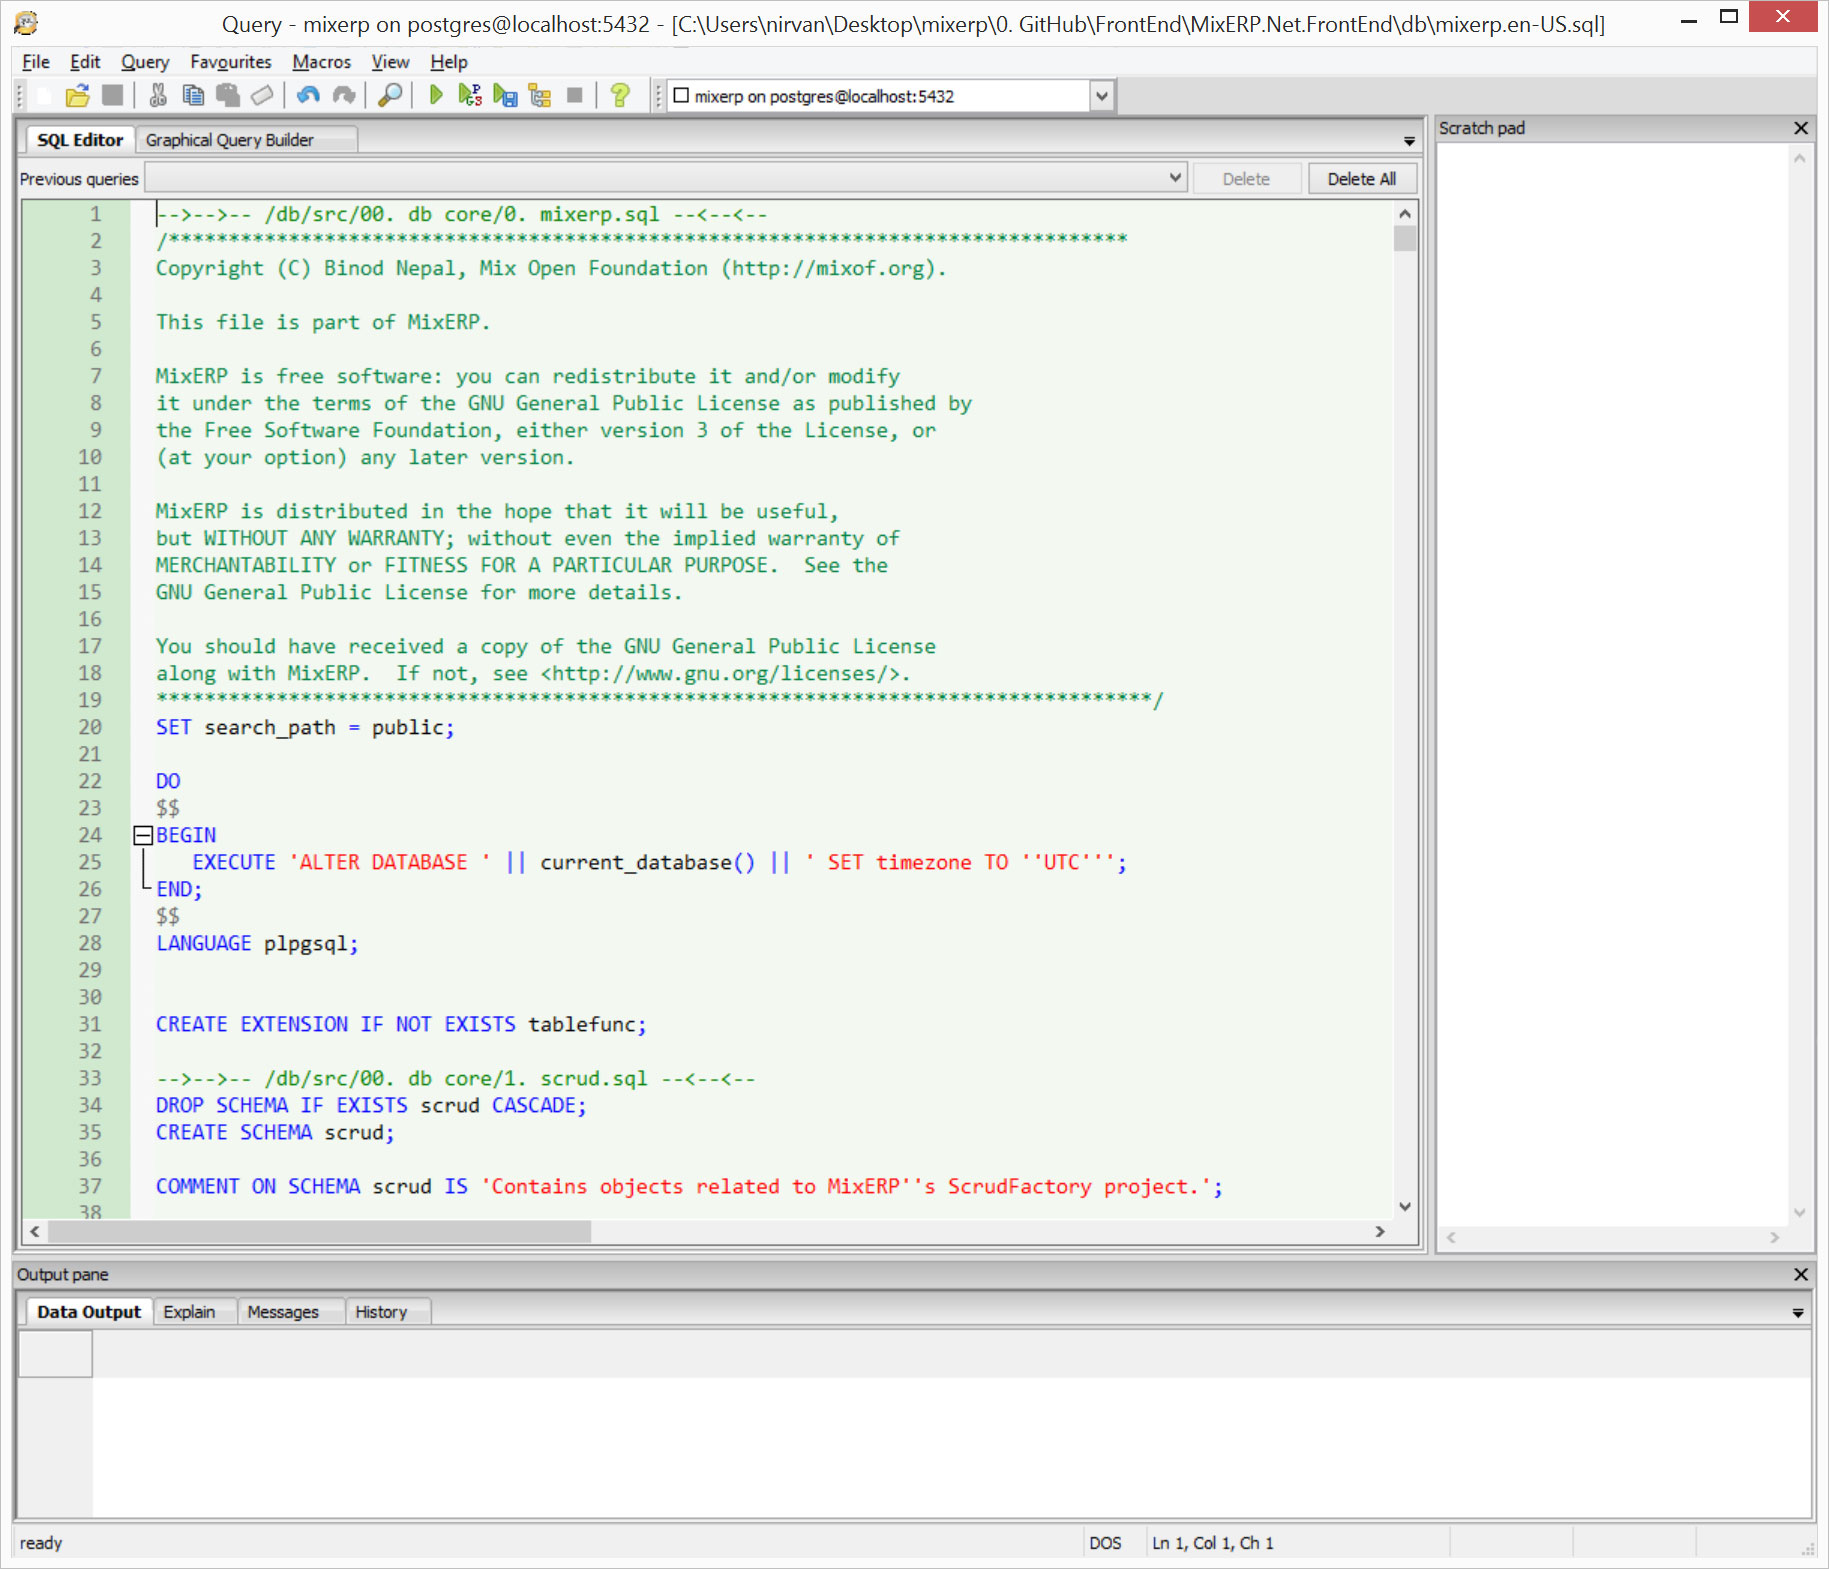 Query - mixerp on postgres@localhost:5432 - [C:\Users\nirvan\Desktop\mixerp\0. GitHub\FrontEnd\MixERP.Net.FrontEnd\db\mixerp.en-US.sql]
File Edit Query Favourites Macros View Help
mixerp on postgres@localhost:5432
SQL Editor Graphical Query Builder
Scratch pad
Previous queries Delete Delete All
1 -->-->-- /db/src/00. db core/0. mixerp.sql --<--<--
2 /********************************************************************************
3 Copyright (C) Binod Nepal, Mix Open Foundation (http://mixof.org).
4
5 This file is part of MixERP.
6
7 MixERP is free software: you can redistribute it and/or modify
8 it under the terms of the GNU General Public License as published by
9 the Free Software Foundation, either version 3 of the License, or
10 (at your option) any later version.
11
12 MixERP is distributed in the hope that it will be useful,
13 but WITHOUT ANY WARRANTY; without even the implied warranty of
14 MERCHANTABILITY or FITNESS FOR A PARTICULAR PURPOSE.  See the
15 GNU General Public License for more details.
16
17 You should have received a copy of the GNU General Public License
18 along with MixERP.  If not, see <http://www.gnu.org/licenses/>.
19 ***********************************************************************************/
20 SET search_path = public;
21
22 DO
23 $$
24 BEGIN
25    EXECUTE 'ALTER DATABASE ' || current_database() || ' SET timezone TO ''UTC''';
26 END;
27 $$
28 LANGUAGE plpgsql;
29
30
31 CREATE EXTENSION IF NOT EXISTS tablefunc;
32
33 -->-->-- /db/src/00. db core/1. scrud.sql --<--<--
34 DROP SCHEMA IF EXISTS scrud CASCADE;
35 CREATE SCHEMA scrud;
36
37 COMMENT ON SCHEMA scrud IS 'Contains objects related to MixERP''s ScrudFactory project.';
38
Output pane
Data Output Explain Messages History
ready DOS Ln 1, Col 1, Ch 1